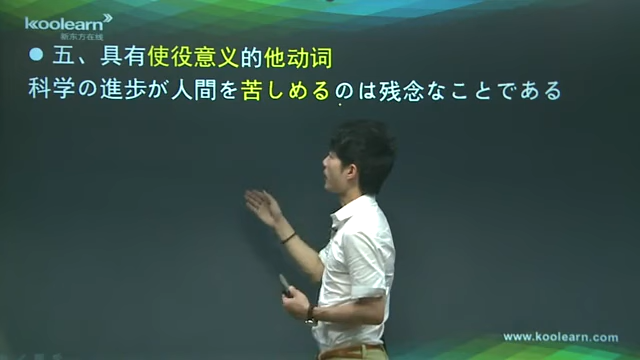 koolearn
新东方在线
● 五、具有使役意义的他动词
科学の進歩が人間を苦しめるのは残念なことである
www.koolearn.com